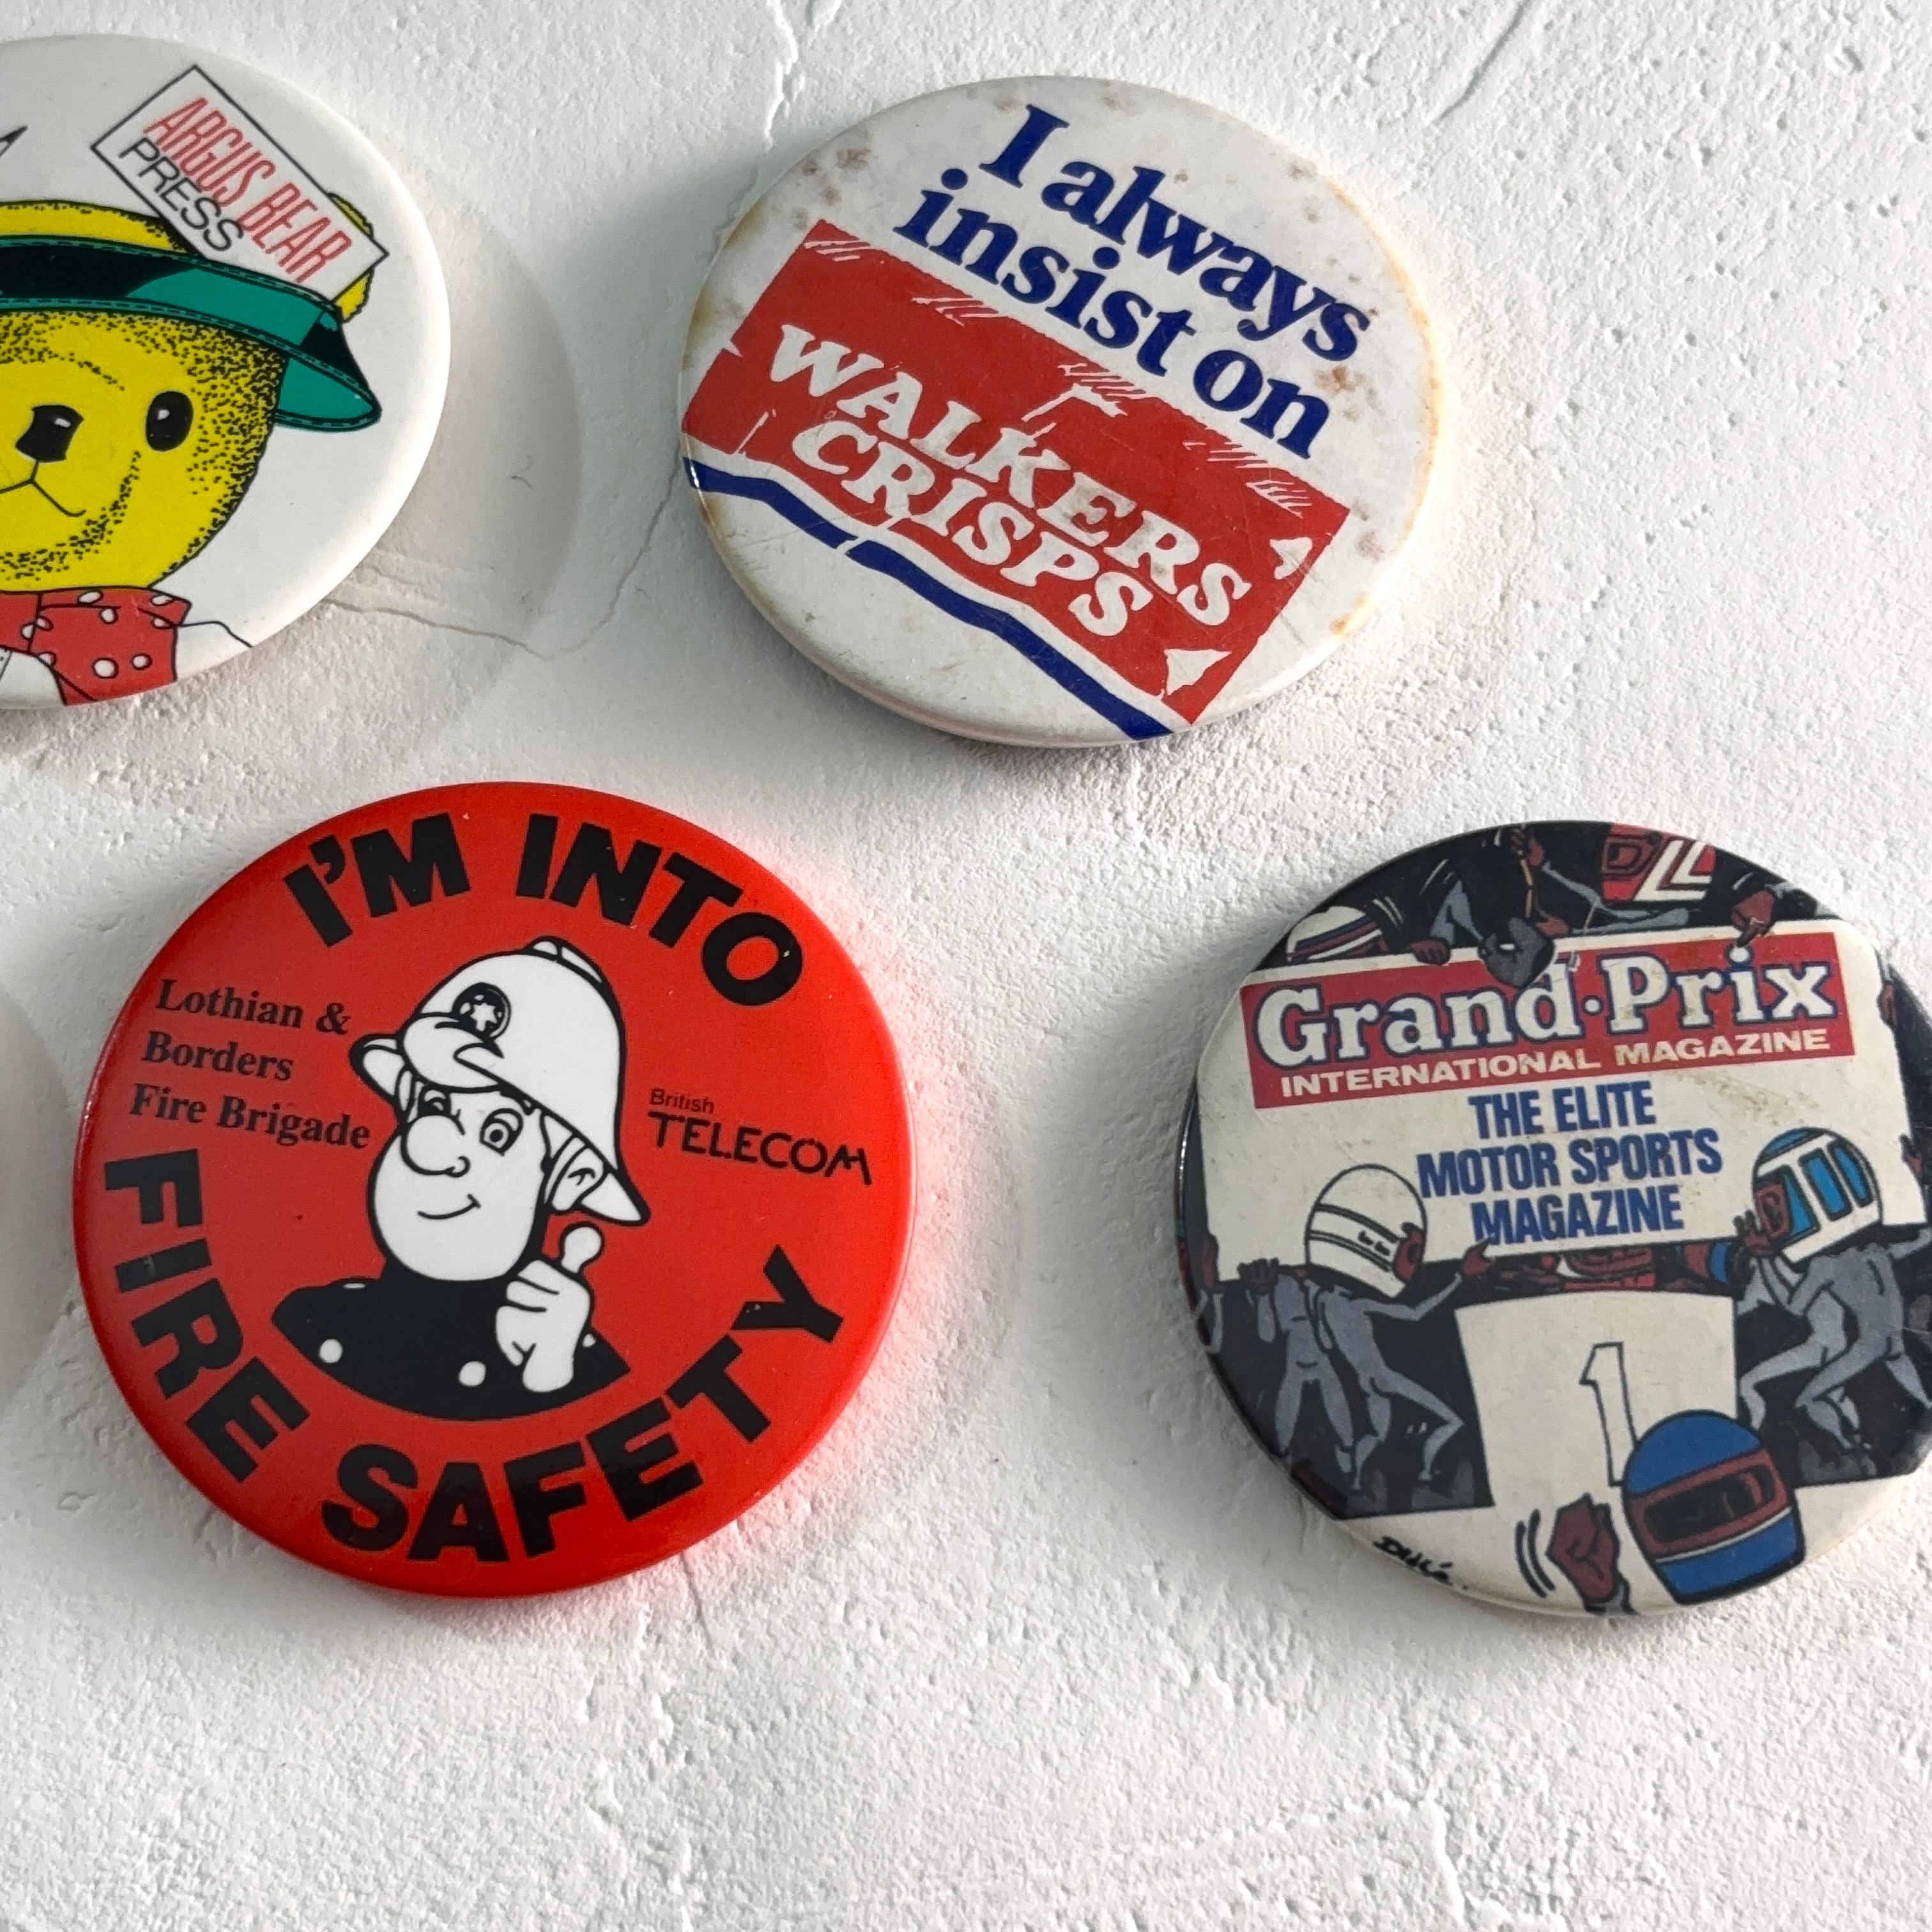 ARGUS BEAR
PRESS
I always
insist on
WALKERS
CRISPS
I'M INTO
Lothian &
Borders
Fire Brigade
British
TELECOM
FIRE SAFETY
Grand·Prix
INTERNATIONAL MAGAZINE
THE ELITE
MOTOR SPORTS
MAGAZINE
1